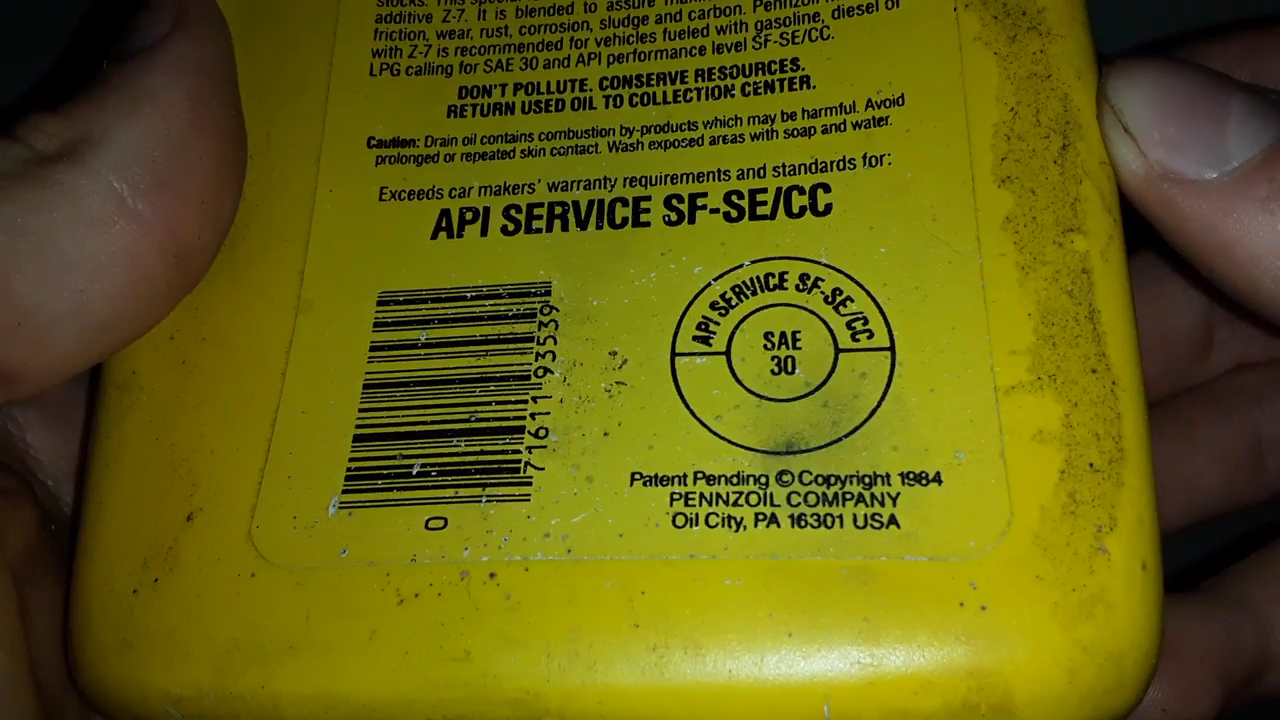 additive Z-7. It is blended to assure
friction, wear, rust, corrosion, sludge and carbon. Pennzoil
with Z-7 is recommended for vehicles fueled with gasoline, diesel or
LPG calling for SAE 30 and API performance level SF-SE/CC.
DON'T POLLUTE. CONSERVE RESOURCES.
RETURN USED OIL TO COLLECTION CENTER.
Caution: Drain oil contains combustion by-products which may be harmful. Avoid
prolonged or repeated skin contact. Wash exposed areas with soap and water.
Exceeds car makers' warranty requirements and standards for:
API SERVICE SF-SE/CC
71611 93539
0
API SERVICE SF-SE/CC
SAE
30
Patent Pending © Copyright 1984
PENNZOIL COMPANY
Oil City, PA 16301 USA